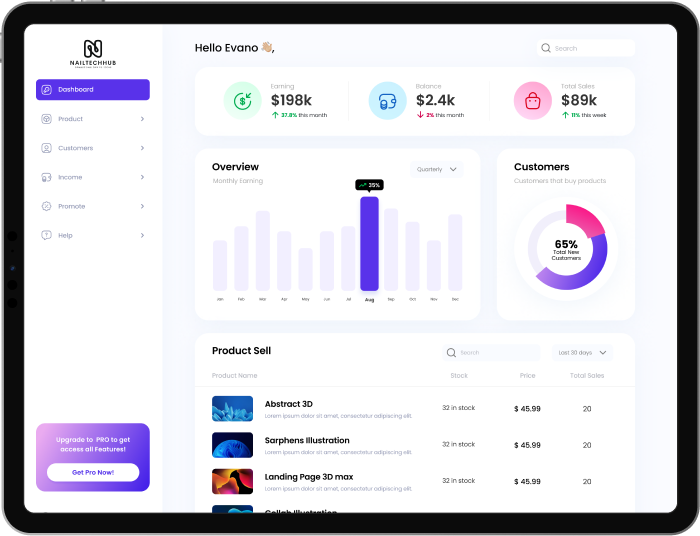 NAILTECHHUB
Dashboard
Product
Customers
Income
Promote
Help
Upgrade to PRO to get
access all Features!
Get Pro Now!
Hello Evano 👋🏼,
Search
Earning
$198k
37.8% this month
Balance
$2.4k
2% this month
Total Sales
$89k
11% this week
Overview
Monthly Earning
Quarterly
35%
Jan Feb Mar Apr May Jun Jul Aug Sep Oct Nov Dec
Customers
Customers that buy products
65%
Total New
Customers
Product Sell
Search
Last 30 days
Product Name Stock Price Total Sales
Abstract 3D
Lorem ipsum dolor sit amet, consectetur adipiscing elit.
32 in stock $ 45.99 20
Sarphens Illustration
Lorem ipsum dolor sit amet, consectetur adipiscing elit.
32 in stock $ 45.99 20
Landing Page 3D max
Lorem ipsum dolor sit amet, consectetur adipiscing elit.
32 in stock $ 45.99 20